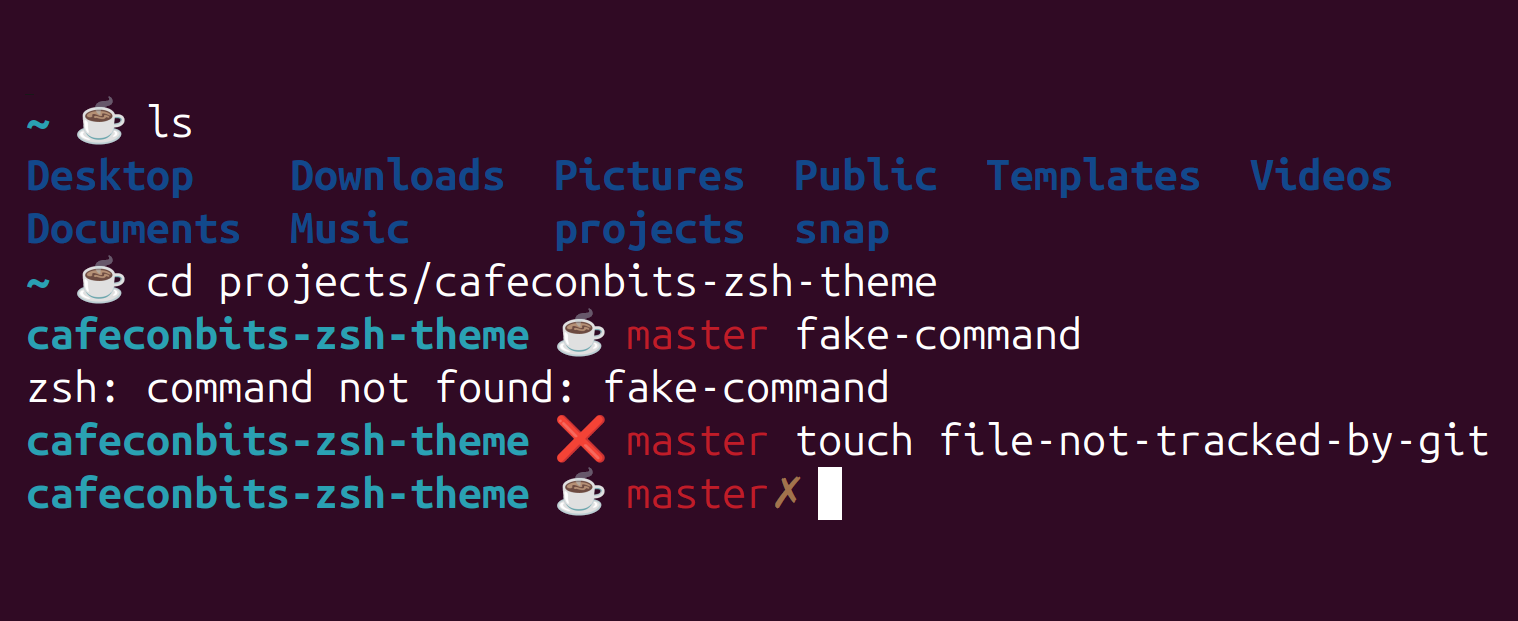 ~ ☕ ls
Desktop    Downloads  Pictures  Public  Templates  Videos
Documents  Music      projects  snap
~ ☕ cd projects/cafeconbits-zsh-theme
cafeconbits-zsh-theme ☕ master fake-command
zsh: command not found: fake-command
cafeconbits-zsh-theme ❌ master touch file-not-tracked-by-git
cafeconbits-zsh-theme ☕ master✗